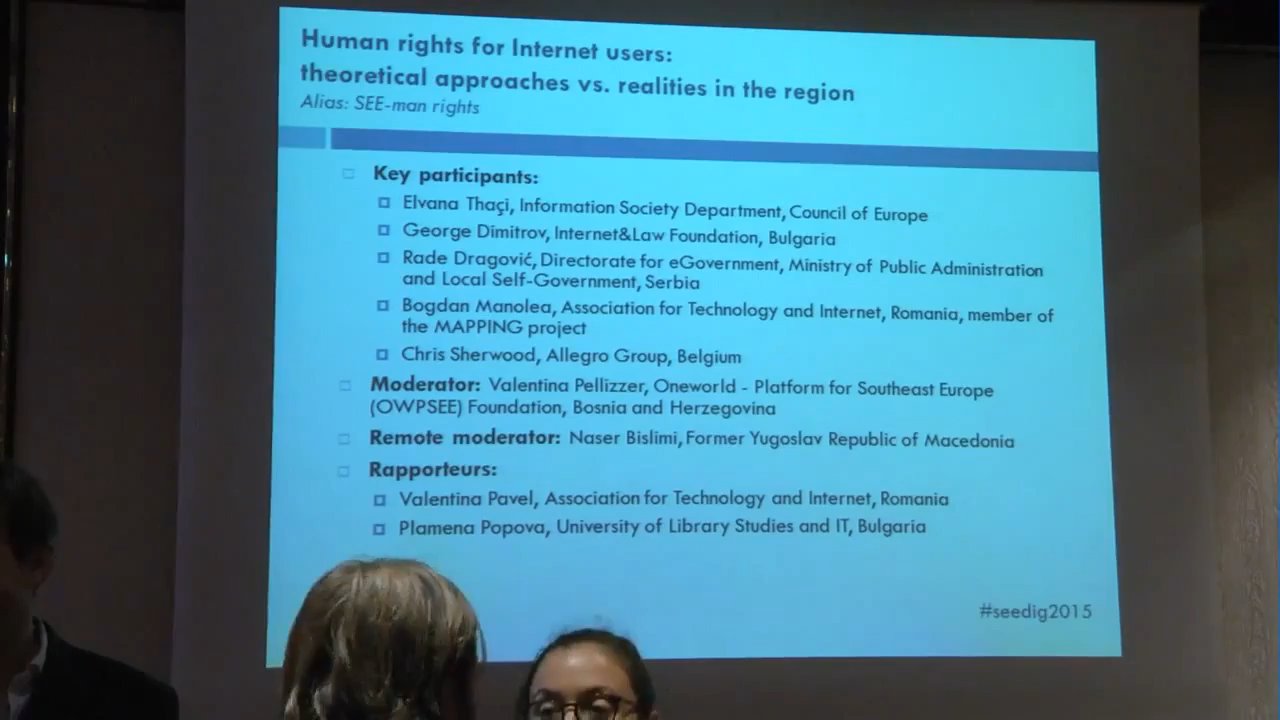 Human rights for Internet users:
theoretical approaches vs. realities in the region
Alias: SEE-man rights
Key participants:
Elvana Thaçi, Information Society Department, Council of Europe
George Dimitrov, Internet&Law Foundation, Bulgaria
Rade Dragović, Directorate for eGovernment, Ministry of Public Administration
and Local Self-Government, Serbia
Bogdan Manolea, Association for Technology and Internet, Romania, member of
the MAPPING project
Chris Sherwood, Allegro Group, Belgium
Moderator: Valentina Pellizzer, Oneworld - Platform for Southeast Europe
(OWPSEE) Foundation, Bosnia and Herzegovina
Remote moderator: Naser Bislimi, Former Yugoslav Republic of Macedonia
Rapporteurs:
Valentina Pavel, Association for Technology and Internet, Romania
Plamena Popova, University of Library Studies and IT, Bulgaria
#seedig2015